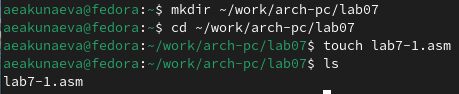 aeakunaeva@fedora:~$ mkdir ~/work/arch-pc/lab07
aeakunaeva@fedora:~$ cd ~/work/arch-pc/lab07
aeakunaeva@fedora:~/work/arch-pc/lab07$ touch lab7-1.asm
aeakunaeva@fedora:~/work/arch-pc/lab07$ ls
lab7-1.asm